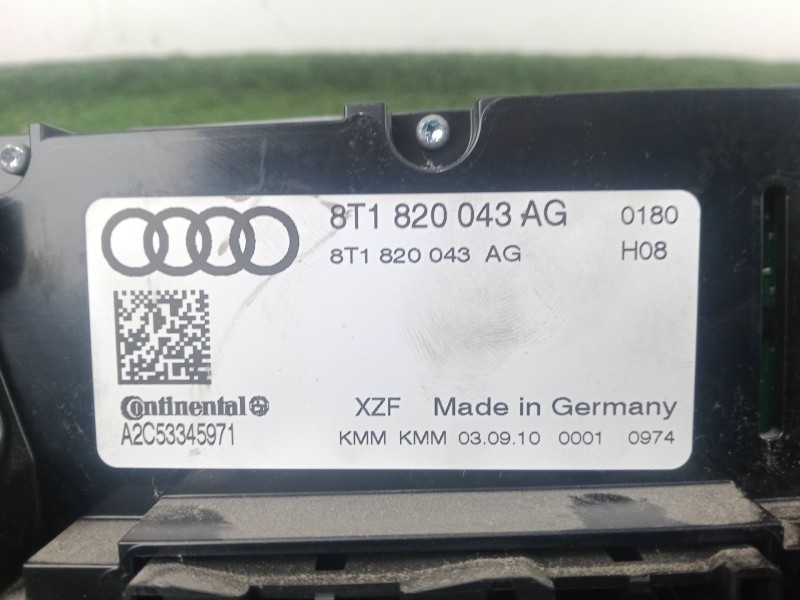 8T1 820 043 AG 0180
8T1 820 043 AG H08
Continental XZF Made in Germany
A2C53345971 KMM KMM 03.09.10 0001 0974